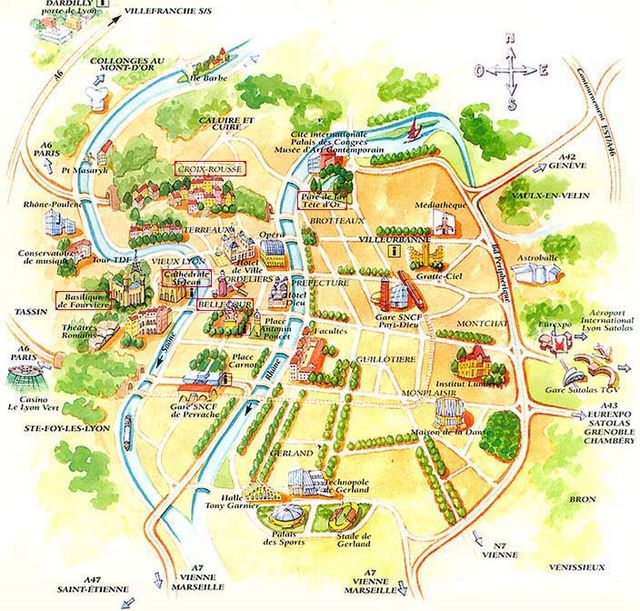 DARDILLY
porte de Lyon
VILLEFRANCHE S/S
A6
COLLONGES AU
MONT-D'OR
Ile Barbe
N
O
E
S
Contournement EST/A46
CALUIRE ET
CUIRE
Cité internationale
Palais des Congrès
Musée d'Art Contemporain
A6
PARIS
Pt Masaryk
CROIX-ROUSSE
A42
GENÈVE
Parc de la
Tête d'Or
VAULX-EN-VELIN
Rhône-Poulenc
BROTTEAUX
Médiathèque
TERREAUX
Opéra
VILLEURBANNE
Conservatoire
de musique
Tour TDF
VIEUX LYON
Hôtel
de Ville
Gratte-Ciel
Astroballe
la Périphérique
Cathédrale
St Jean
CORDELIERS
PREFECTURE
Basilique
de Fourvière
BELLECOUR
Hôtel
Dieu
Gare SNCF
Part-Dieu
TASSIN
Théâtres
Romains
Place
Antonin
Poncet
Facultés
MONTCHAT
Eurexpo
Aéroport
International
Lyon Satolas
A6
PARIS
Saône
Rhône
Place
Carnot
GUILLOTIERE
Institut Lumière
Gare Satolas TGV
Casino
Le Lyon Vert
Gare SNCF
de Perrache
MONPLAISIR
A43
EUREXPO
SATOLAS
GRENOBLE
CHAMBÉRY
STE-FOY-LES-LYON
Maison de la Danse
GERLAND
Halle
Tony Garnier
Technopole
de Gerland
BRON
Palais
des Sports
Stade de
Gerland
N7
VIENNE
VÉNISSIEUX
A47
SAINT-ÉTIENNE
A7
VIENNE
MARSEILLE
A7
VIENNE
MARSEILLE